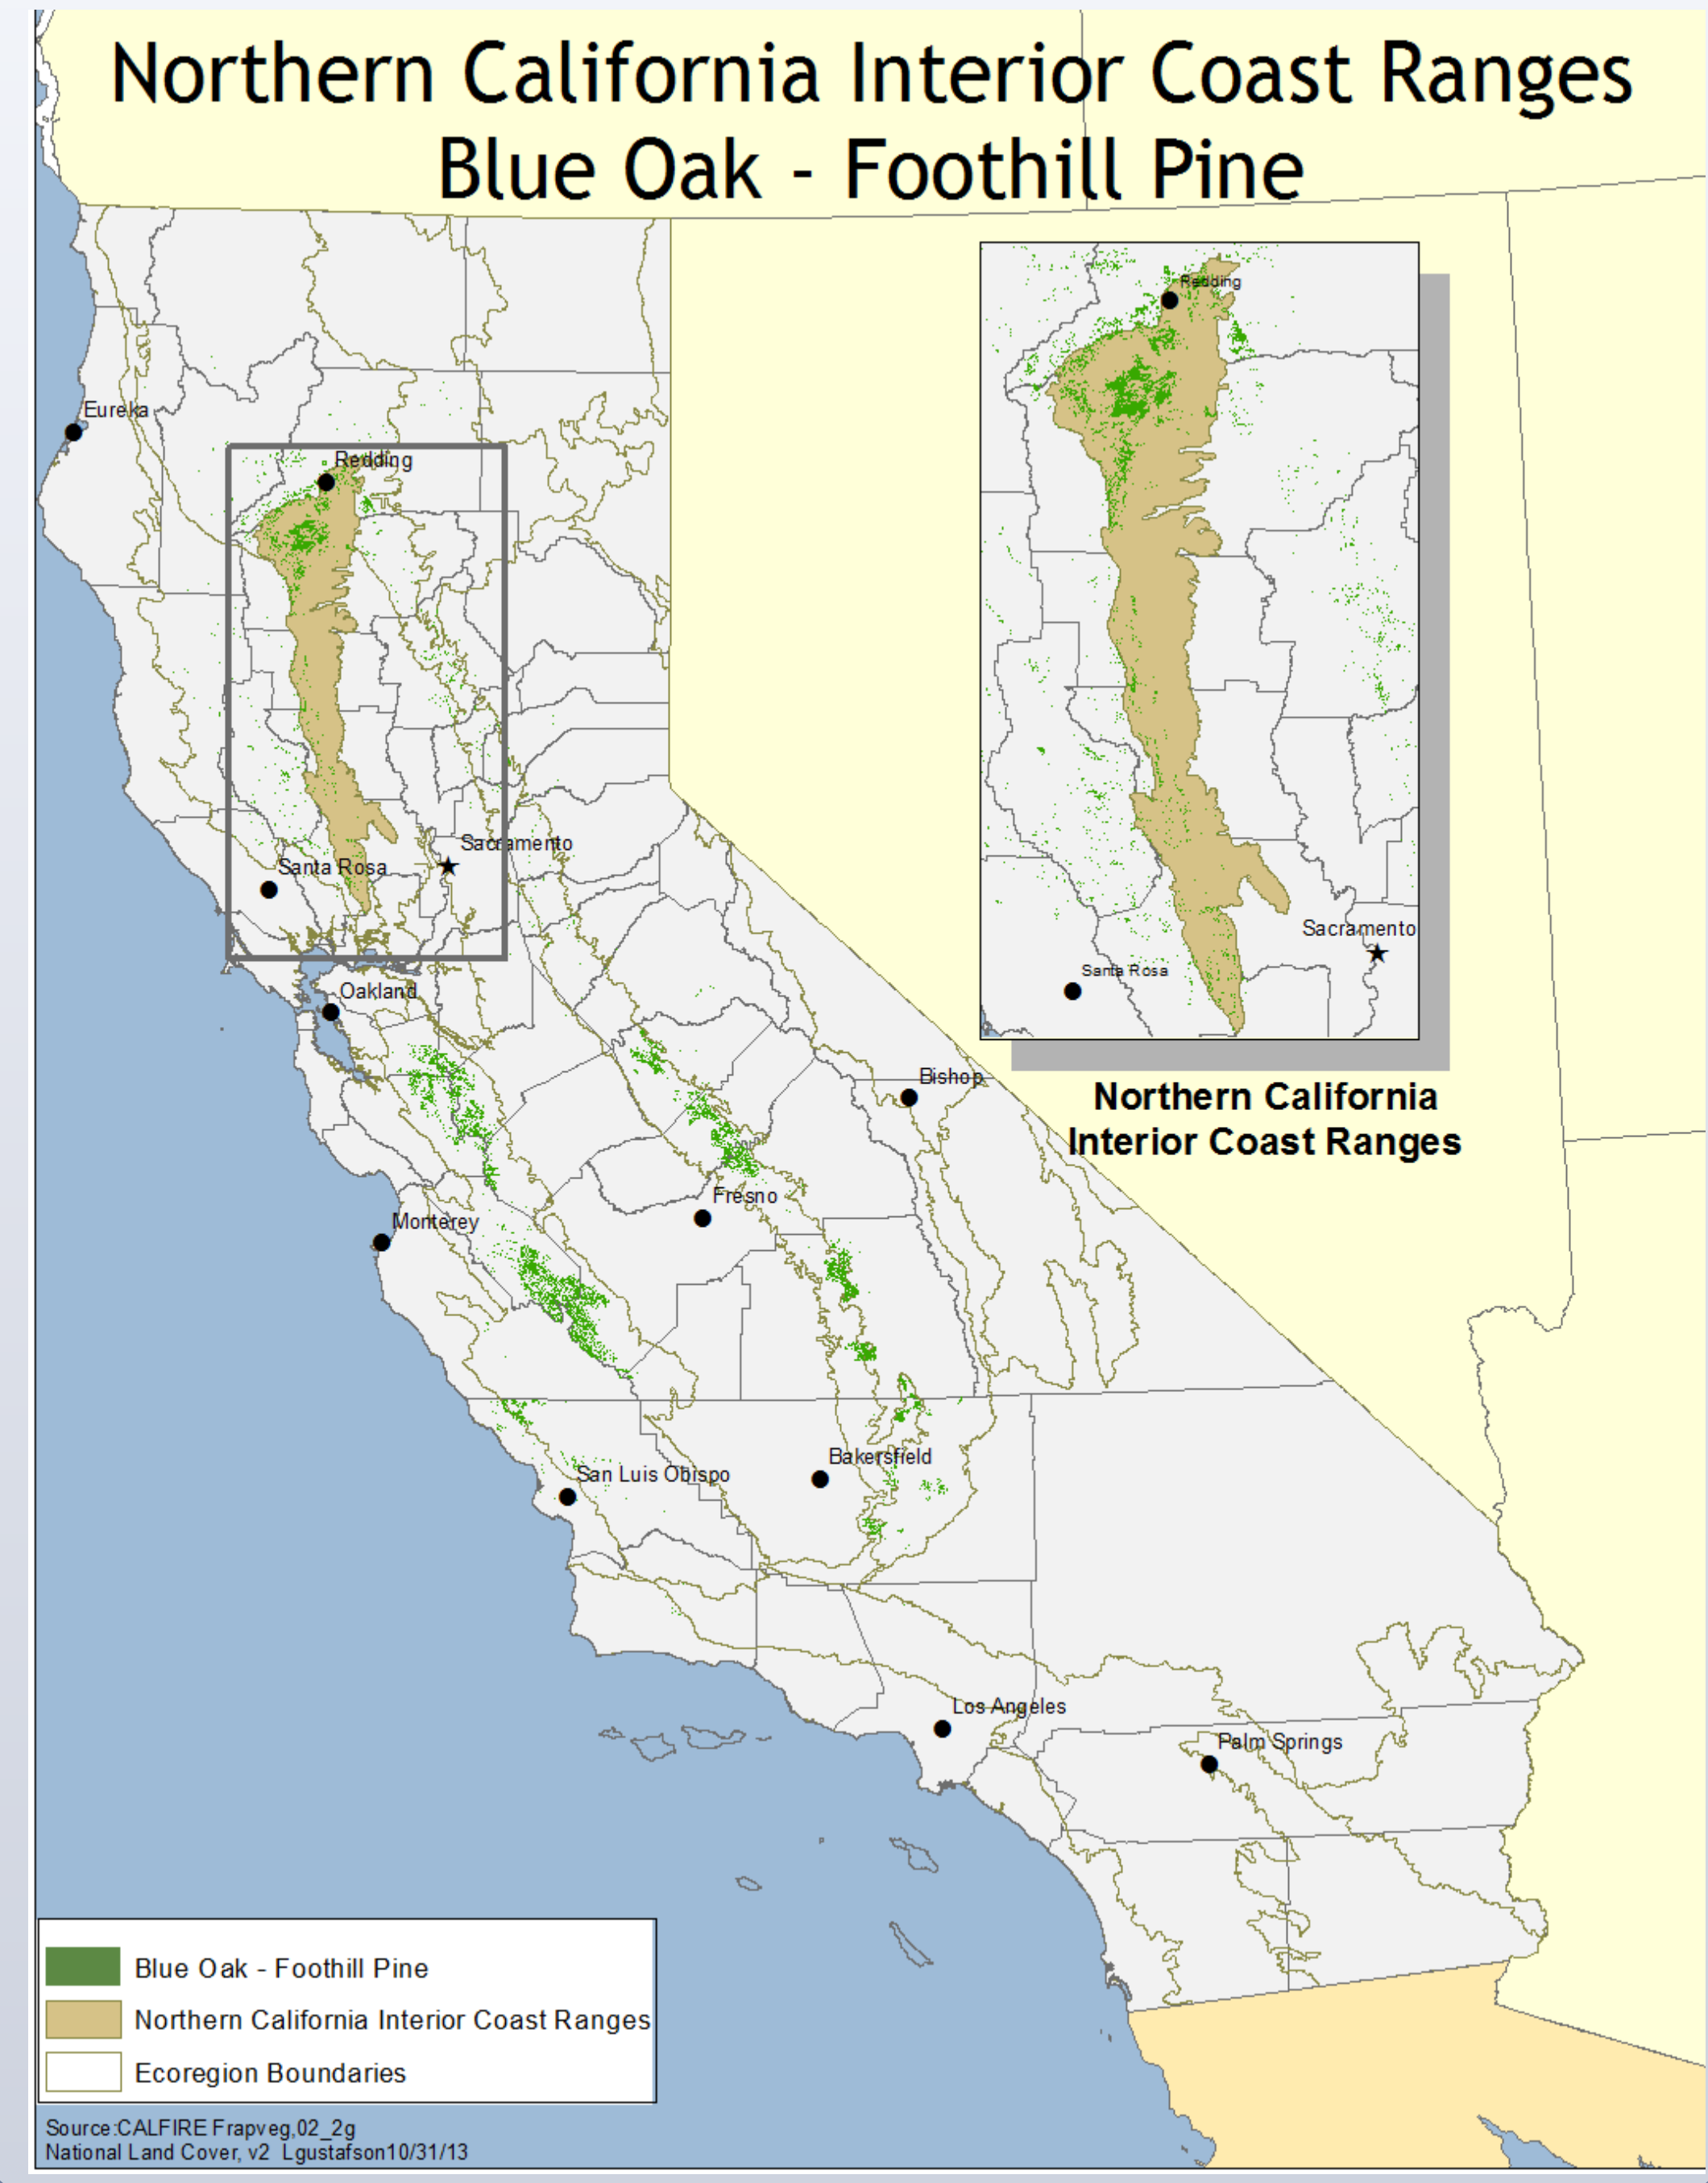 Northern California Interior Coast Ranges
Blue Oak - Foothill Pine
Redding
Eureka
Redding
Sacramento
Santa Rosa
Sacramento
Santa Rosa
Oakland
Bishop
Northern California
Interior Coast Ranges
Fresno
Monterey
Bakersfield
San Luis Obispo
Los Angeles
Palm Springs
Blue Oak - Foothill Pine
Northern California Interior Coast Ranges
Ecoregion Boundaries
Source:CALFIRE Frapveg,02_2g
National Land Cover, v2 Lgustafson10/31/13